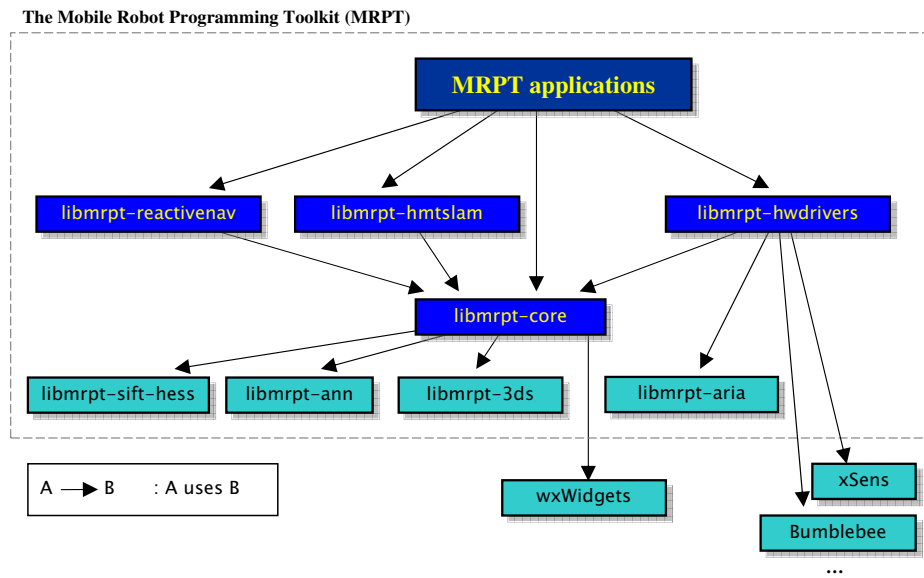 The Mobile Robot Programming Toolkit (MRPT)
MRPT applications
libmrpt-reactivenav
libmrpt-hmtslam
libmrpt-hwdrivers
libmrpt-core
libmrpt-sift-hess
libmrpt-ann
libmrpt-3ds
libmrpt-aria
A B : A uses B
wxWidgets
xSens
Bumblebee
...